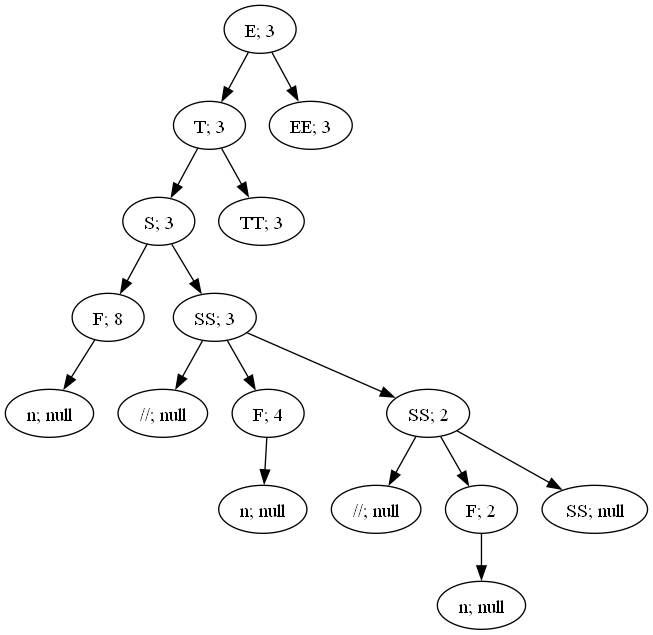 E; 3
T; 3
EE; 3
S; 3
TT; 3
F; 8
SS; 3
n; null
//; null
F; 4
SS; 2
n; null
//; null
F; 2
SS; null
n; null